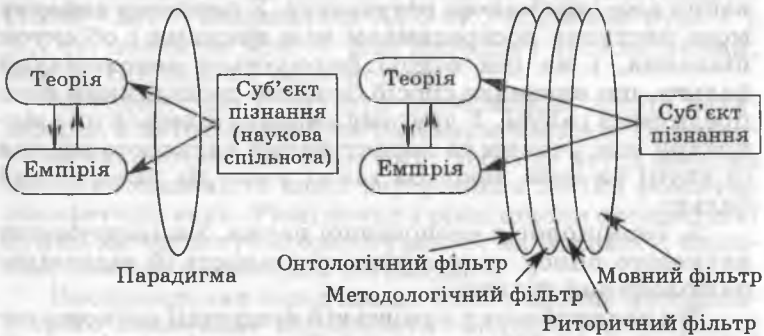 Теорія
Емпірія
Суб’єкт
пізнання
(наукова
спільнота)
Парадигма
Теорія
Емпірія
Суб’єкт
пізнання
Онтологічний фільтр
Методологічний фільтр
Риторичний фільтр
Мовний фільтр